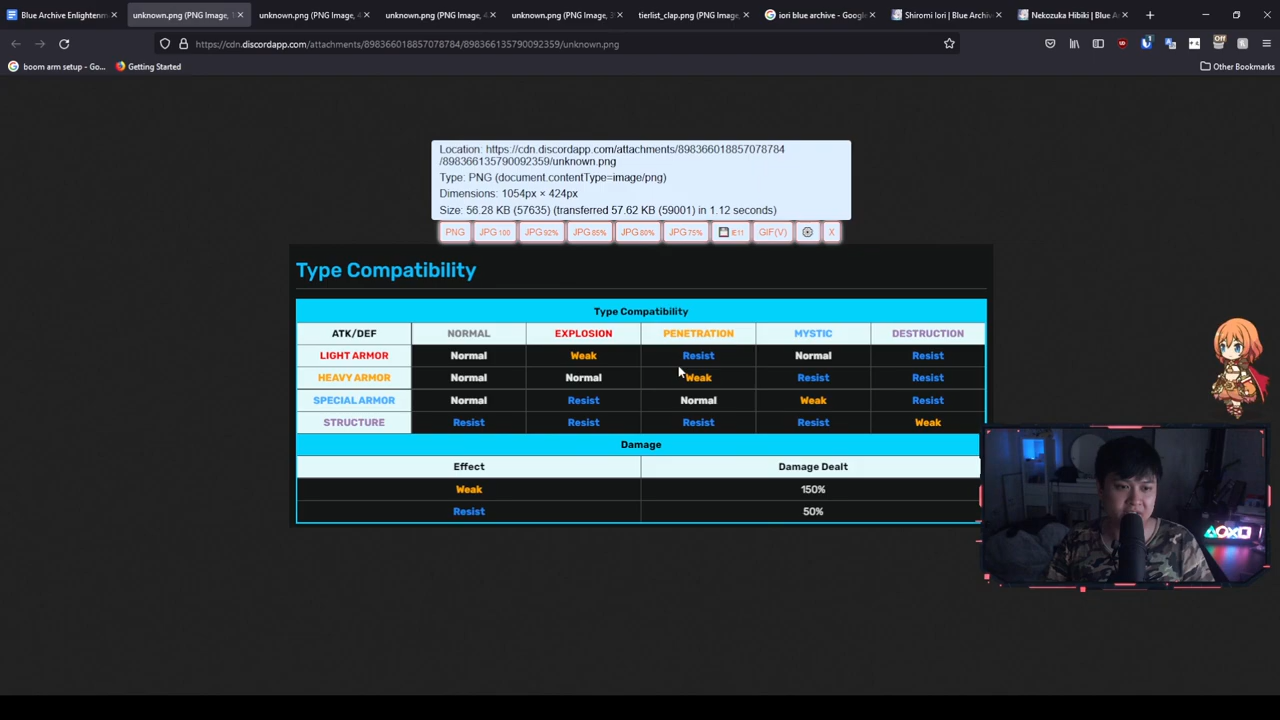 Blue Archive Enlightenm
unknown.png (PNG Image, 1
unknown.png (PNG Image, 4
unknown.png (PNG Image, 4
unknown.png (PNG Image, 3
tierlist_clap.png (PNG Image,
iori blue archive - Google
Shiromi Iori | Blue Archive
Nekozuka Hibiki | Blue A
https://cdn.discordapp.com/attachments/898366018857078784/898366135790092359/unknown.png
Off
boom arm setup - Go...
Getting Started
Other Bookmarks
Location: https://cdn.discordapp.com/attachments/898366018857078784
/898366135790092359/unknown.png
Type: PNG (document.contentType=image/png)
Dimensions: 1054px × 424px
Size: 56.28 KB (57635) (transferred 57.62 KB (59001) in 1.12 seconds)
PNG JPG 100 JPG 92% JPG 85% JPG 80% JPG 75% E11 GIF(V) X
Type Compatibility
Type Compatibility
ATK/DEF NORMAL EXPLOSION PENETRATION MYSTIC DESTRUCTION
LIGHT ARMOR Normal Weak Resist Normal Resist
HEAVY ARMOR Normal Normal Weak Resist Resist
SPECIAL ARMOR Normal Resist Normal Weak Resist
STRUCTURE Resist Resist Resist Resist Weak
Damage
Effect Damage Dealt
Weak 150%
Resist 50%